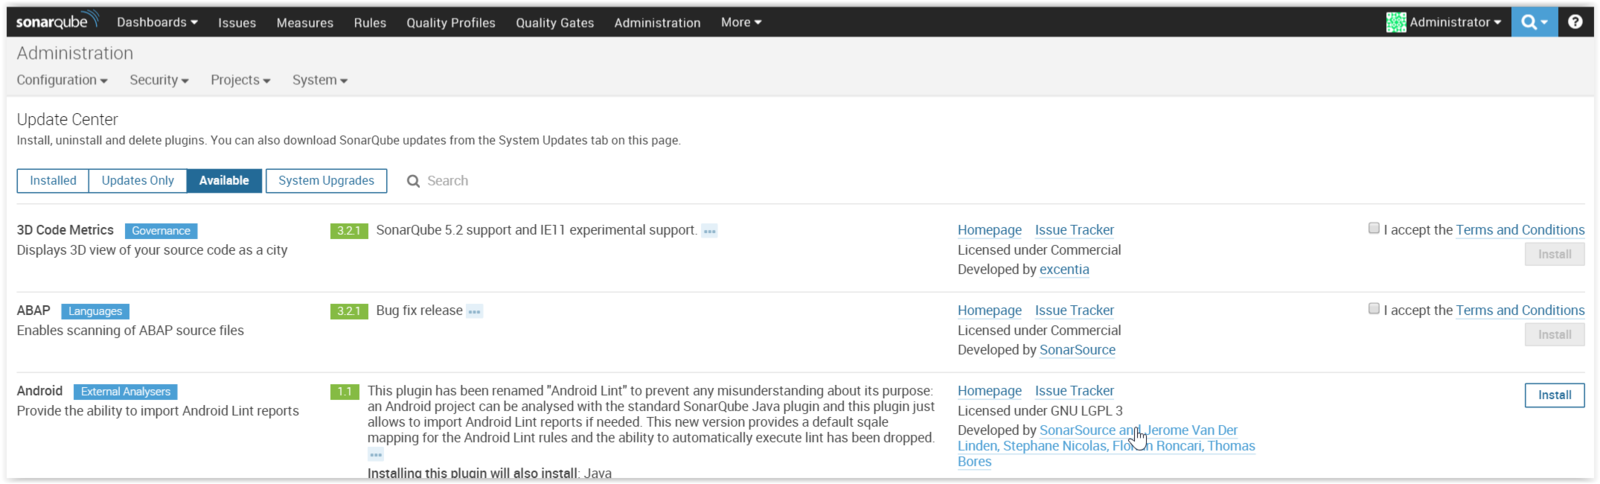 sonarqube Dashboards Issues Measures Rules Quality Profiles Quality Gates Administration More Administrator ?
Administration
Configuration Security Projects System
Update Center
Install, uninstall and delete plugins. You can also download SonarQube updates from the System Updates tab on this page.
Installed Updates Only Available System Upgrades Search
3D Code Metrics Governance
Displays 3D view of your source code as a city
3.2.1 SonarQube 5.2 support and IE11 experimental support. ...
Homepage Issue Tracker
Licensed under Commercial
Developed by excentia
I accept the Terms and Conditions
Install
ABAP Languages
Enables scanning of ABAP source files
3.2.1 Bug fix release ...
Homepage Issue Tracker
Licensed under Commercial
Developed by SonarSource
I accept the Terms and Conditions
Install
Android External Analysers
Provide the ability to import Android Lint reports
1.1 This plugin has been renamed "Android Lint" to prevent any misunderstanding about its purpose:
an Android project can be analysed with the standard SonarQube Java plugin and this plugin just
allows to import Android Lint reports if needed. This new version provides a default sqale
mapping for the Android Lint rules and the ability to automatically execute lint has been dropped.
...
Installing this plugin will also install: Java
Homepage Issue Tracker
Licensed under GNU LGPL 3
Developed by SonarSource and Jerome Van Der
Linden, Stephane Nicolas, Florian Roncari, Thomas
Bores
Install